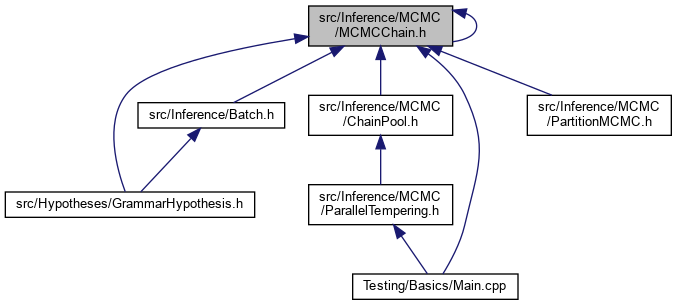 src/Inference/MCMC
/MCMCChain.h
src/Inference/Batch.h
src/Inference/MCMC
/ChainPool.h
src/Inference/MCMC
/PartitionMCMC.h
src/Hypotheses/GrammarHypothesis.h
src/Inference/MCMC
/ParallelTempering.h
Testing/Basics/Main.cpp